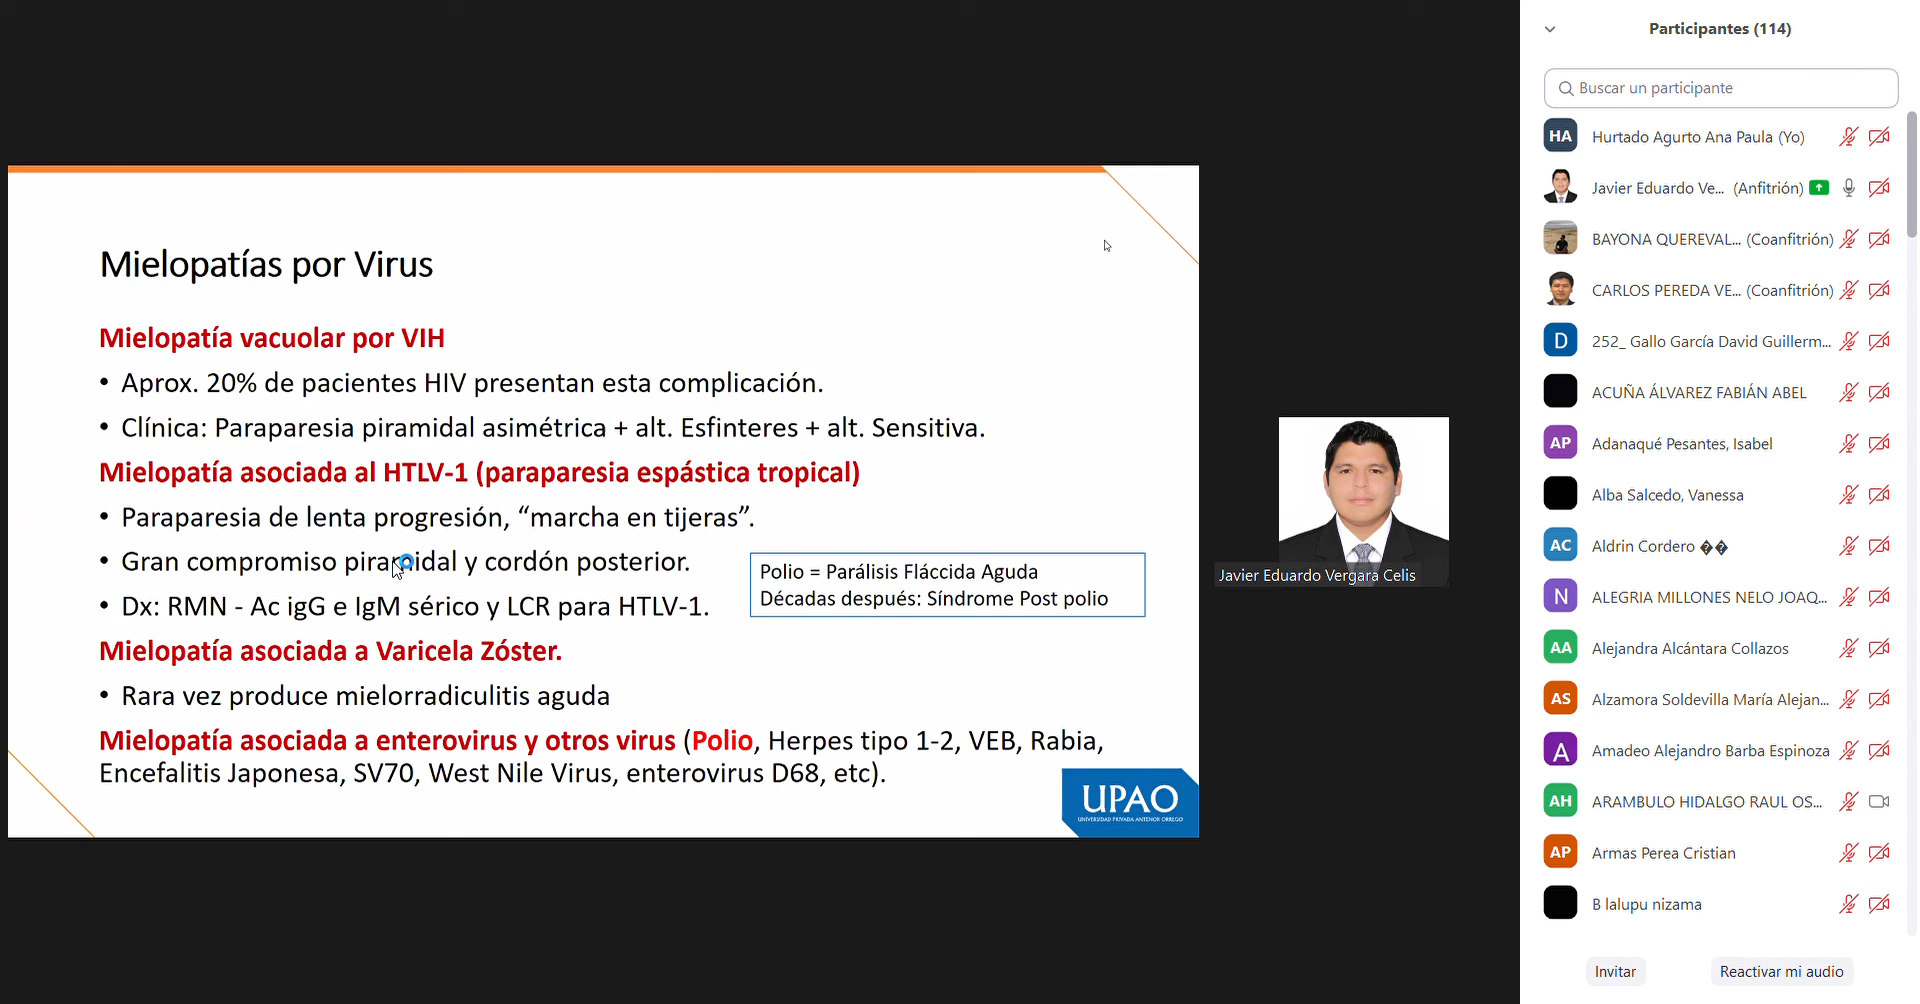 Mielopatías por Virus
Mielopatía vacuolar por VIH
• Aprox. 20% de pacientes HIV presentan esta complicación.
• Clínica: Paraparesia piramidal asimétrica + alt. Esfinteres + alt. Sensitiva.
Mielopatía asociada al HTLV-1 (paraparesia espástica tropical)
• Paraparesia de lenta progresión, “marcha en tijeras”.
• Gran compromiso piramidal y cordón posterior.
• Dx: RMN - Ac igG e IgM sérico y LCR para HTLV-1.
Polio = Parálisis Fláccida Aguda
Décadas después: Síndrome Post polio
Mielopatía asociada a Varicela Zóster.
• Rara vez produce mielorradiculitis aguda
Mielopatía asociada a enterovirus y otros virus (Polio, Herpes tipo 1-2, VEB, Rabia,
Encefalitis Japonesa, SV70, West Nile Virus, enterovirus D68, etc).
UPAO
UNIVERSIDAD PRIVADA ANTENOR ORREGO
Javier Eduardo Vergara Celis
Participantes (114)
Buscar un participante
HA Hurtado Agurto Ana Paula (Yo)
Javier Eduardo Ve... (Anfitrión)
BAYONA QUEREVAL... (Coanfitrión)
CARLOS PEREDA VE... (Coanfitrión)
D 252_ Gallo García David Guillerm...
ACUÑA ÁLVAREZ FABIÁN ABEL
AP Adanaqué Pesantes, Isabel
Alba Salcedo, Vanessa
AC Aldrin Cordero ��
N ALEGRIA MILLONES NELO JOAQ...
AA Alejandra Alcántara Collazos
AS Alzamora Soldevilla María Alejan...
A Amadeo Alejandro Barba Espinoza
AH ARAMBULO HIDALGO RAUL OS...
AP Armas Perea Cristian
B lalupu nizama
Invitar
Reactivar mi audio